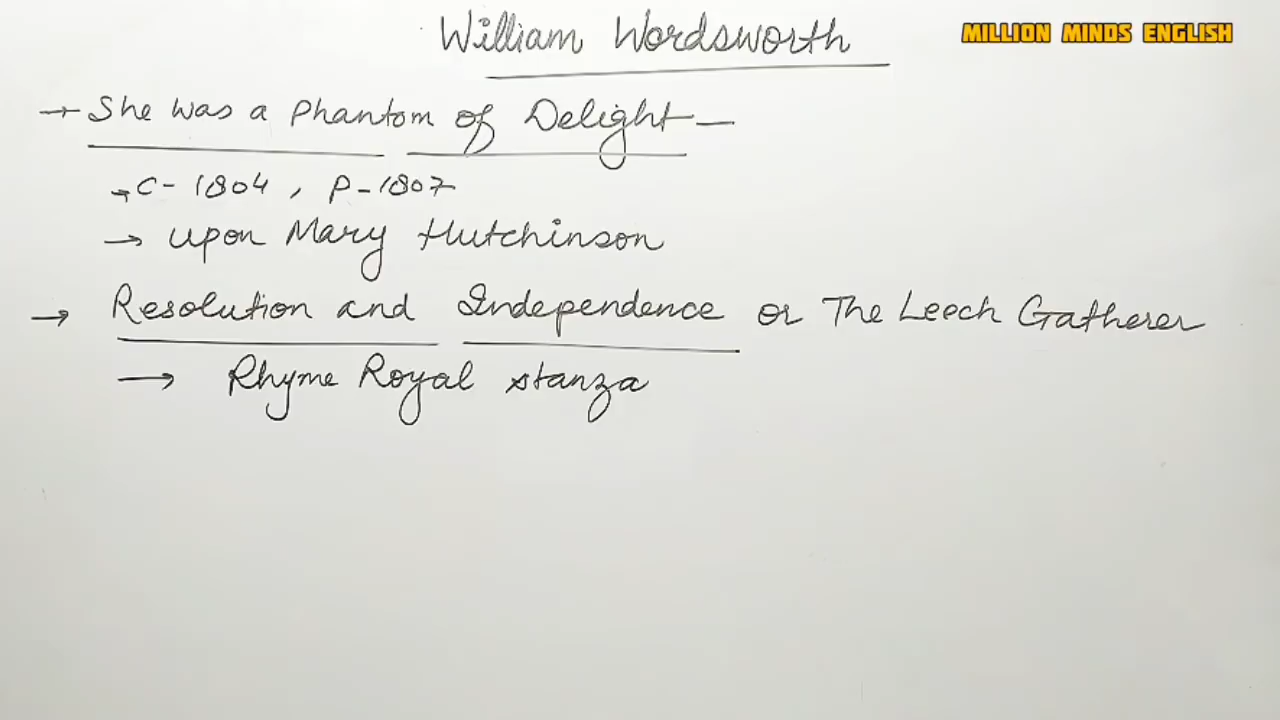 William Wordsworth
MILLION MINDS ENGLISH
→ She was a Phantom of Delight —
→ C - 1804, P - 1807
→ upon Mary Hutchinson
→ Resolution and Independence or The Leech Gatherer
→ Rhyme Royal stanza